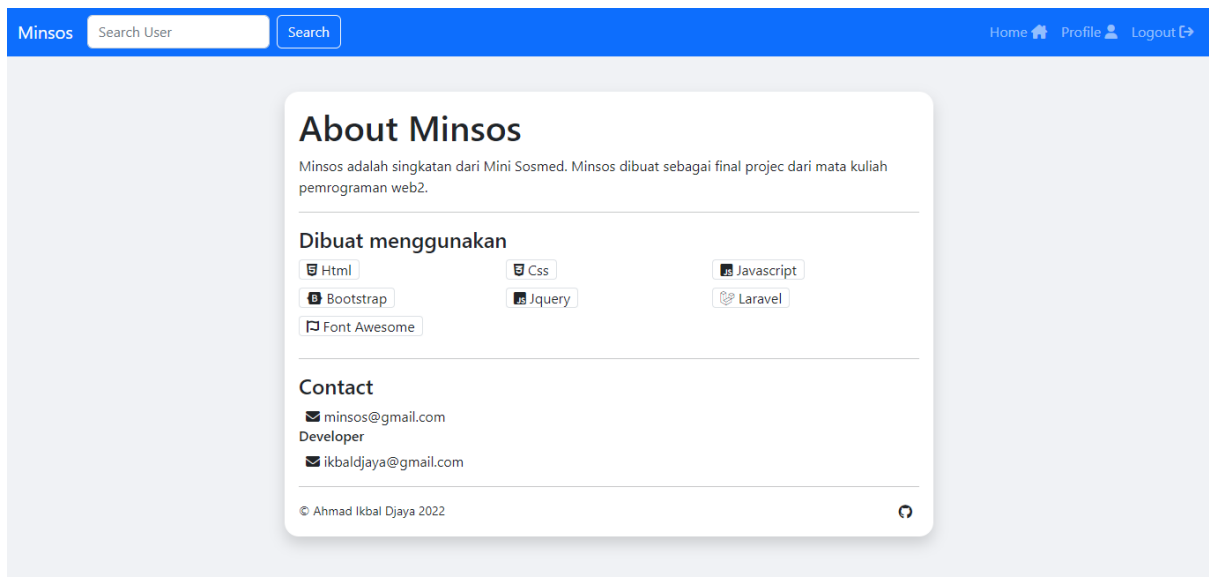 Minsos Search User Search Home Profile Logout
About Minsos
Minsos adalah singkatan dari Mini Sosmed. Minsos dibuat sebagai final projec dari mata kuliah
pemrograman web2.
Dibuat menggunakan
Html Css Javascript
Bootstrap Jquery Laravel
Font Awesome
Contact
minsos@gmail.com
Developer
ikbaldjaya@gmail.com
© Ahmad Ikbal Djaya 2022